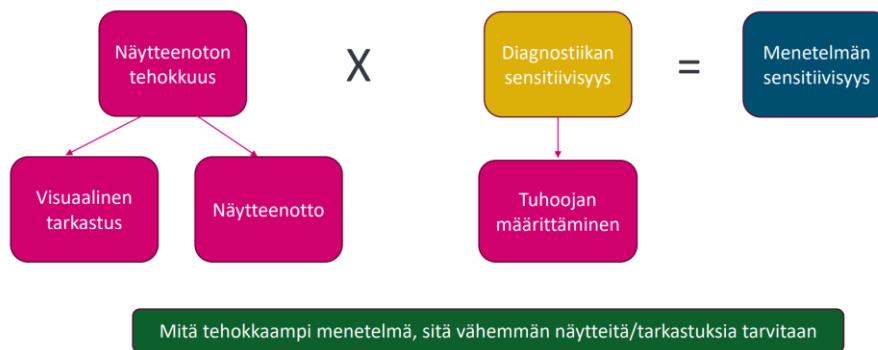 Näytteenoton
tehokkuus
X
Diagnostiikan
sensitiivisyys
=
Menetelmän
sensitiivisyys
Visuaalinen
tarkastus
Näytteenotto
Tuhoojan
määrittäminen
Mitä tehokkaampi menetelmä, sitä vähemmän näytteitä/tarkastuksia tarvitaan